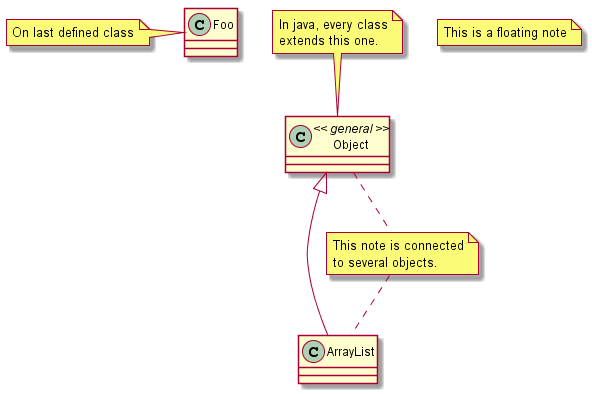 On last defined class
C Foo
In java, every class
extends this one.
This is a floating note
C << general >>
Object
This note is connected
to several objects.
C ArrayList